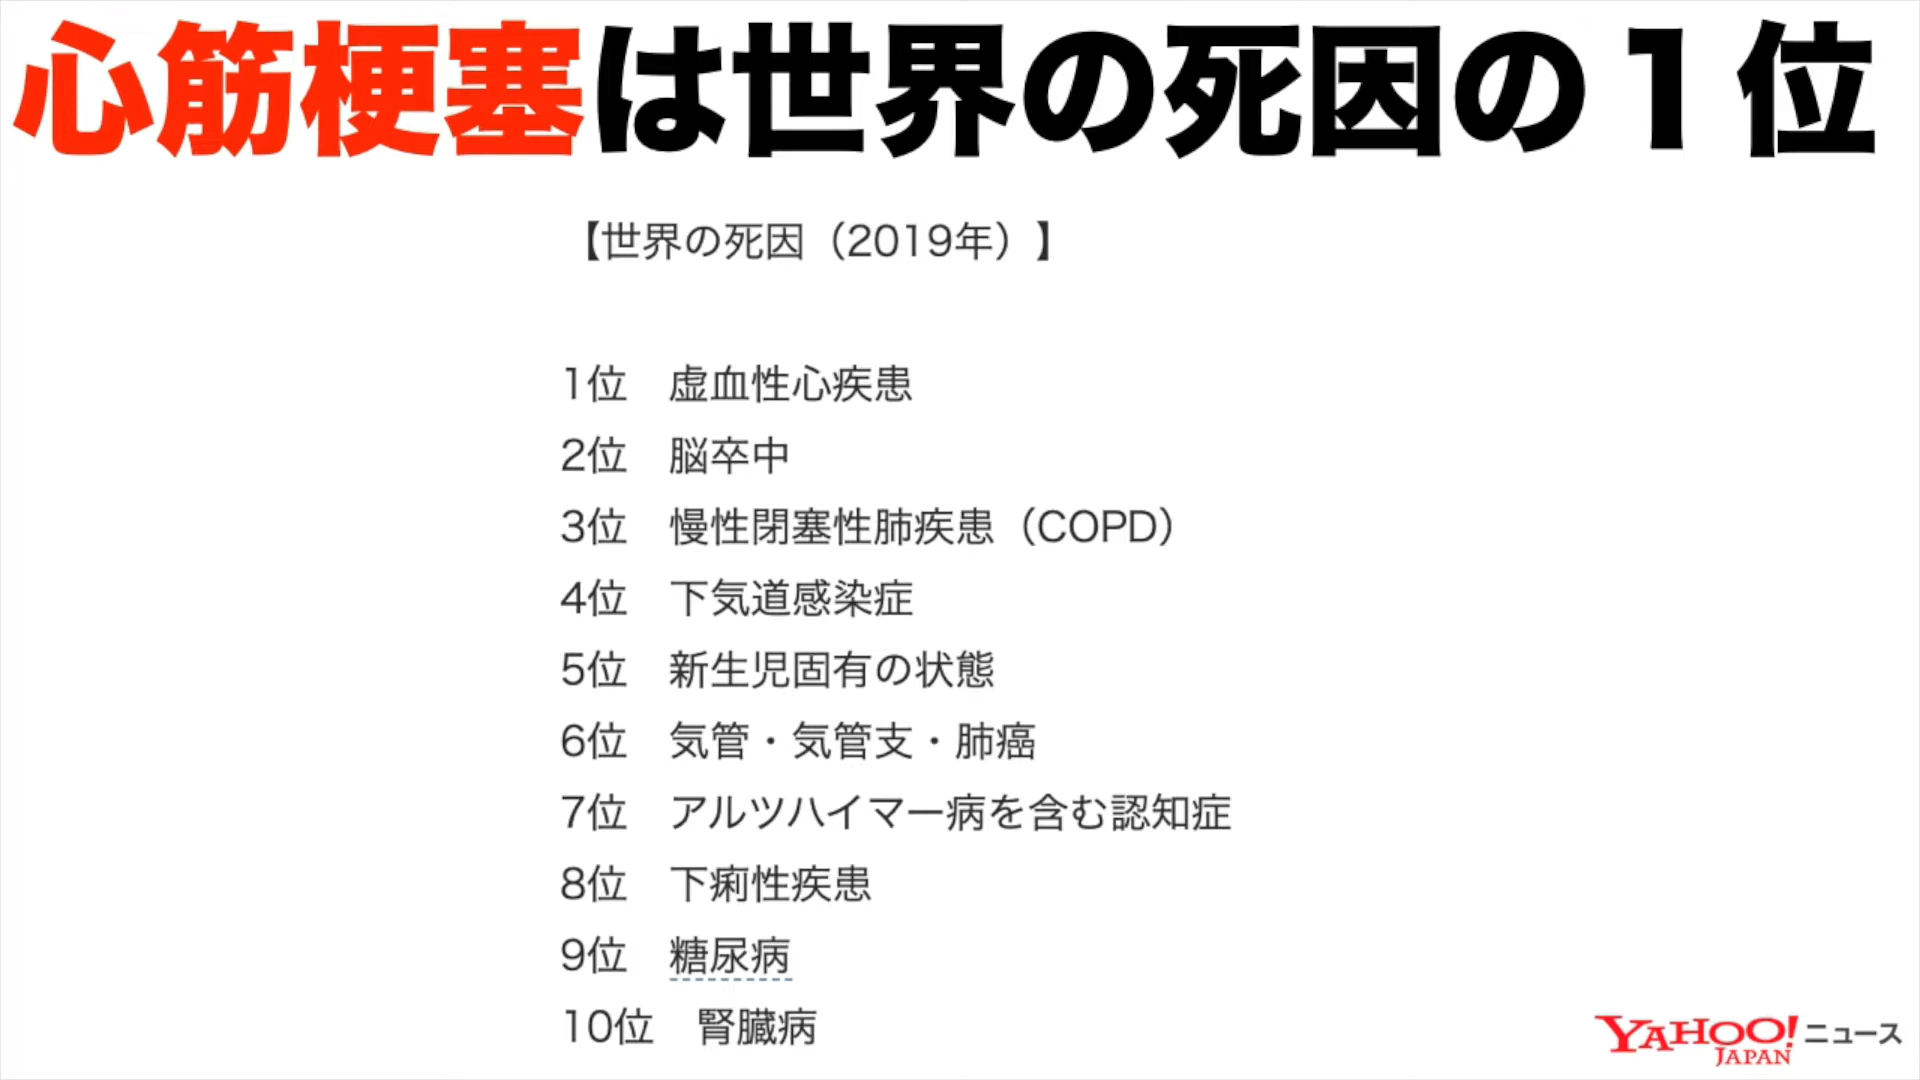 心筋梗塞は世界の死因の１位
【世界の死因（2019年）】
1位　虚血性心疾患
2位　脳卒中
3位　慢性閉塞性肺疾患（COPD）
4位　下気道感染症
5位　新生児固有の状態
6位　気管・気管支・肺癌
7位　アルツハイマー病を含む認知症
8位　下痢性疾患
9位　糖尿病
10位　腎臓病
YAHOO!ニュース
JAPAN